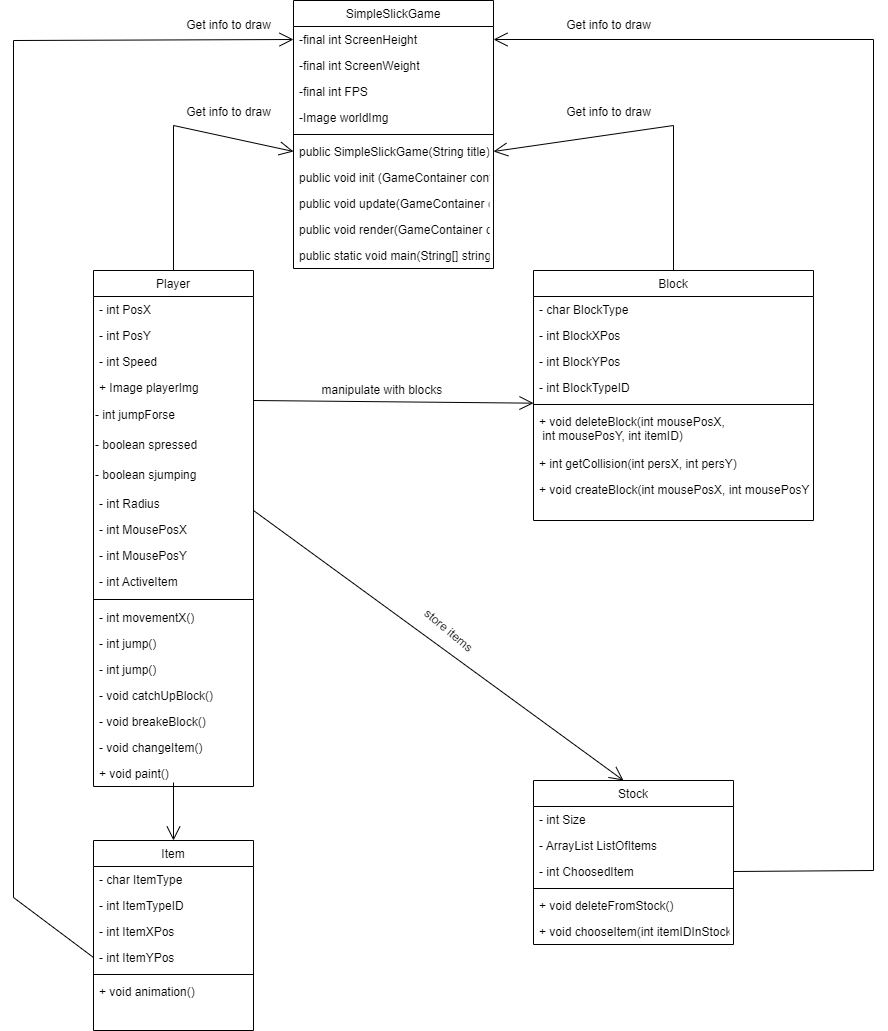 SimpleSlickGame
Get info to draw
Get info to draw
-final int ScreenHeight
-final int ScreenWeight
-final int FPS
-Image worldImg
Get info to draw
Get info to draw
public SimpleSlickGame(String title)
public void init (GameContainer con
public void update(GameContainer
public void render(GameContainer c
public static void main(String[] string
Player
- int PosX
- int PosY
- int Speed
+ Image playerImg
- int jumpForse
- boolean spressed
- boolean sjumping
- int Radius
- int MousePosX
- int MousePosY
- int ActiveItem
- int movementX()
- int jump()
- int jump()
- void catchUpBlock()
- void breakeBlock()
- void changeItem()
+ void paint()
manipulate with blocks
Block
- char BlockType
- int BlockXPos
- int BlockYPos
- int BlockTypeID
+ void deleteBlock(int mousePosX,
int mousePosY, int itemID)
+ int getCollision(int persX, int persY)
+ void createBlock(int mousePosX, int mousePosY
store items
Stock
- int Size
- ArrayList ListOfItems
- int ChoosedItem
+ void deleteFromStock()
+ void chooseItem(int itemIDInStock
Item
- char ItemType
- int ItemTypeID
- int ItemXPos
- int ItemYPos
+ void animation()